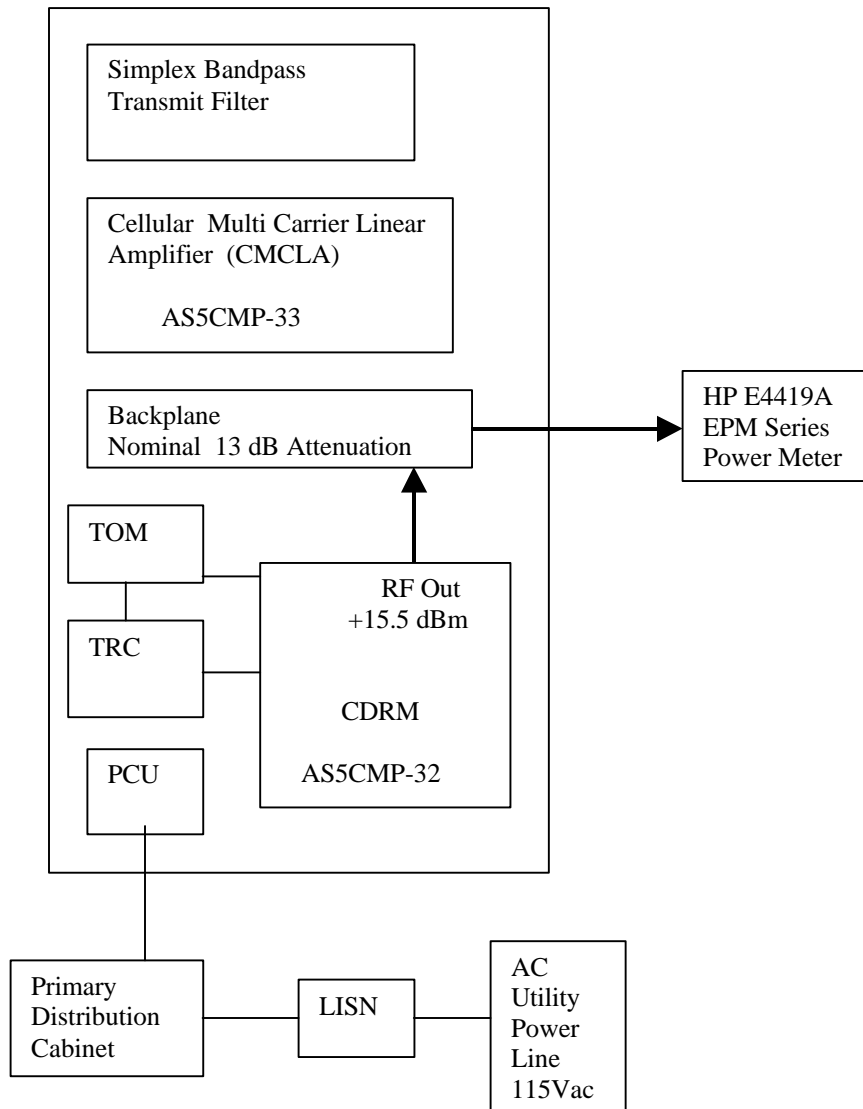 Simplex Bandpass
Transmit Filter
Cellular  Multi Carrier Linear
Amplifier  (CMCLA)
AS5CMP-33
Backplane
Nominal  13 dB Attenuation
HP E4419A
EPM Series
Power Meter
TOM
RF Out
+15.5 dBm
TRC
CDRM
AS5CMP-32
PCU
Primary
Distribution
Cabinet
LISN
AC
Utility
Power
Line
115Vac